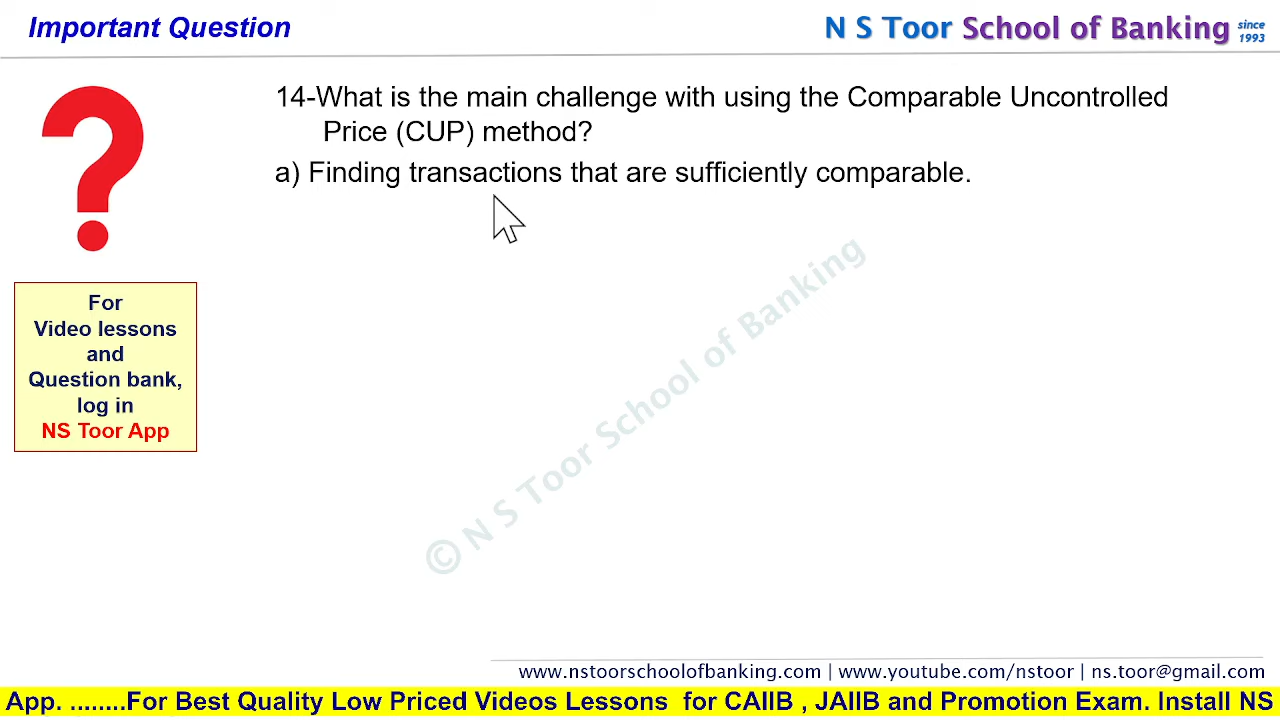 Important Question
N S Toor School of Banking since 1993
14-What is the main challenge with using the Comparable Uncontrolled
Price (CUP) method?
a) Finding transactions that are sufficiently comparable.
For
Video lessons
and
Question bank,
log in
NS Toor App
© N S Toor School of Banking
www.nstoorschoolofbanking.com | www.youtube.com/nstoor | ns.toor@gmail.com
App. ........For Best Quality Low Priced Videos Lessons for CAIIB , JAIIB and Promotion Exam. Install NS